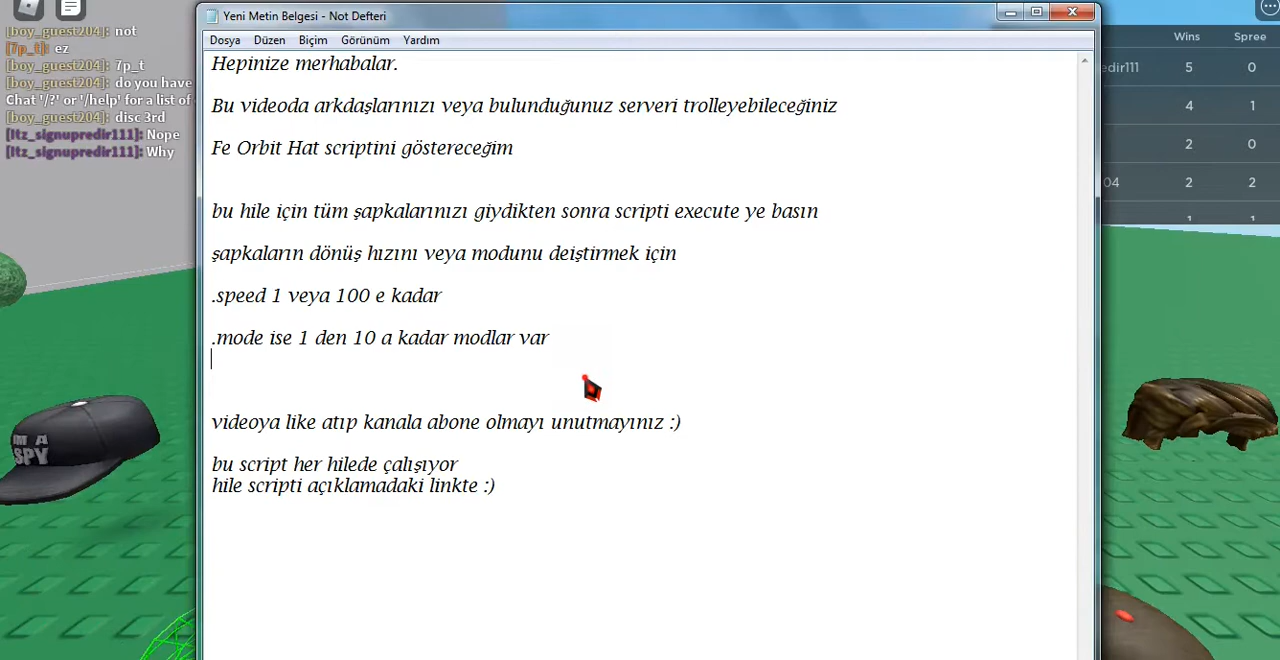 Yeni Metin Belgesi - Not Defteri
Dosya Düzen Biçim Görünüm Yardım
[boy_guest204]: not
[7p_t]: ez
[boy_guest204]: 7p_t
[boy_guest204]: do you have
Chat '/?' or '/help' for a list of
[boy_guest204]: disc 3rd
[Itz_signupredir111]: Nope
[Itz_signupredir111]: Why
Hepinize merhabalar.
Bu videoda arkdaşlarınızı veya bulunduğunuz serveri trolleyebileceğiniz
Fe Orbit Hat scriptini göstereceğim
bu hile için tüm şapkalarınızı giydikten sonra scripti execute ye basın
şapkaların dönüş hızını veya modunu deiştirmek için
.speed 1 veya 100 e kadar
.mode ise 1 den 10 a kadar modlar var
videoya like atıp kanala abone olmayı unutmayınız :)
bu script her hilede çalışıyor
hile scripti açıklamadaki linkte :)
Wins Spree
edir111 5 0
4 1
2 0
04 2 2
1 1
I'M A
SPY